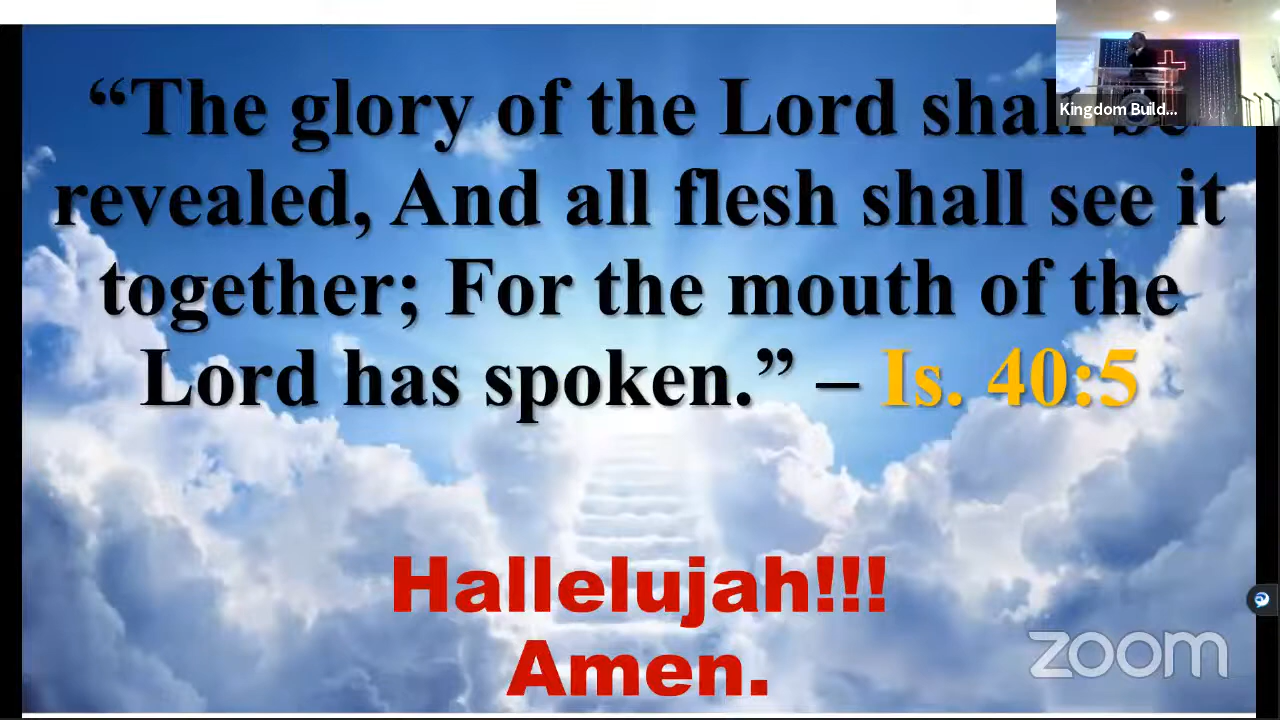 “The glory of the Lord shall be
revealed, And all flesh shall see it
together; For the mouth of the
Lord has spoken.” – Is. 40:5
Hallelujah!!!
Amen.
Kingdom Build...
zoom